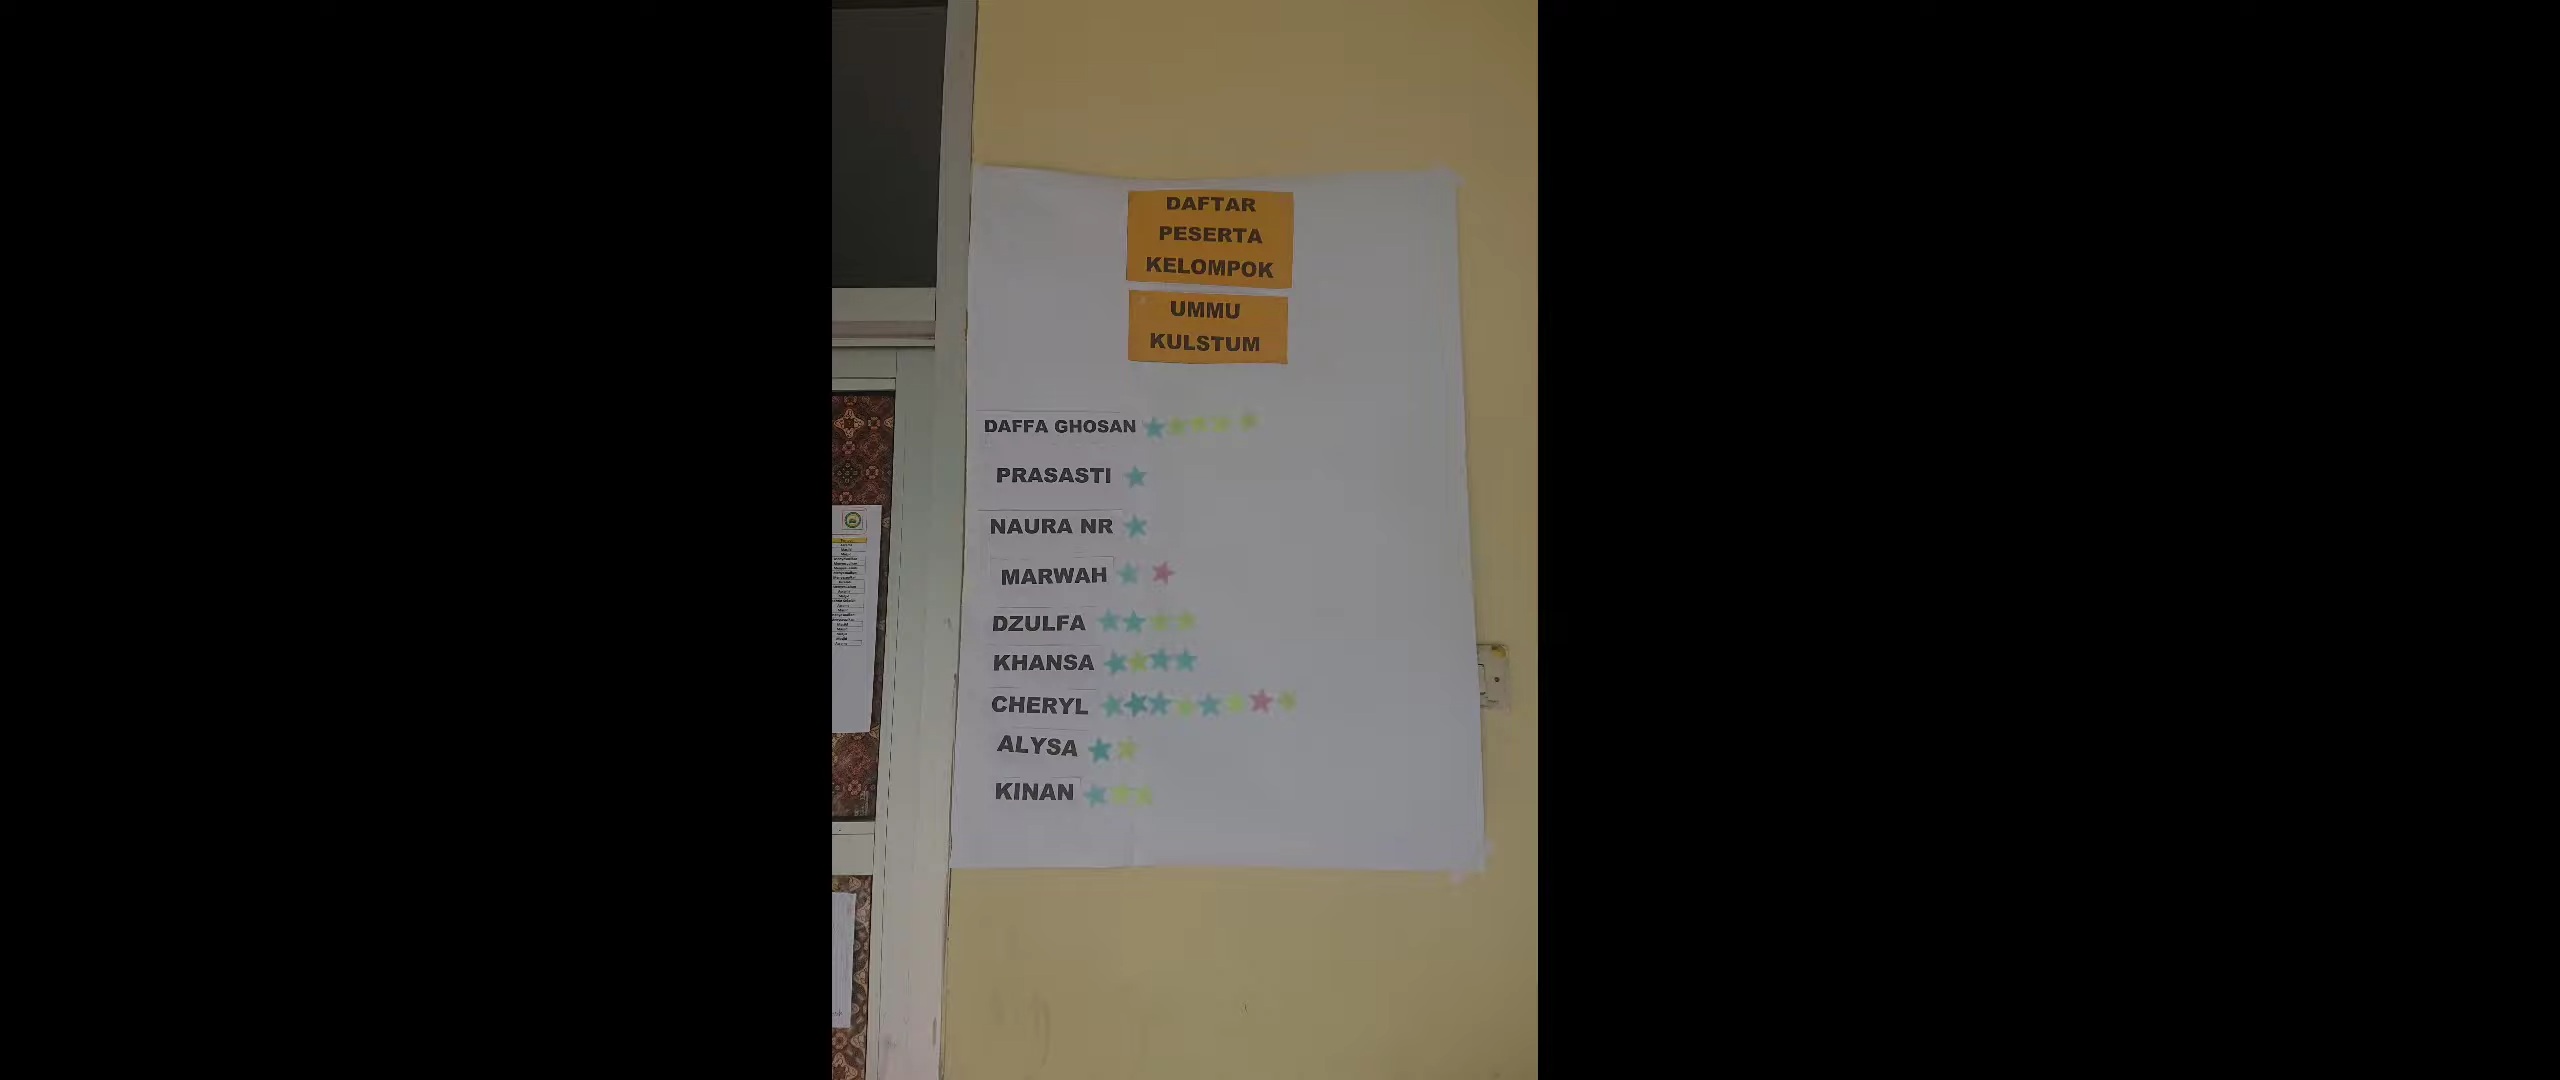 DAFTAR
PESERTA
KELOMPOK
UMMU
KULSTUM
DAFFA GHOSAN
PRASASTI
NAURA NR
MARWAH
DZULFA
KHANSA
CHERYL
ALYSA
KINAN